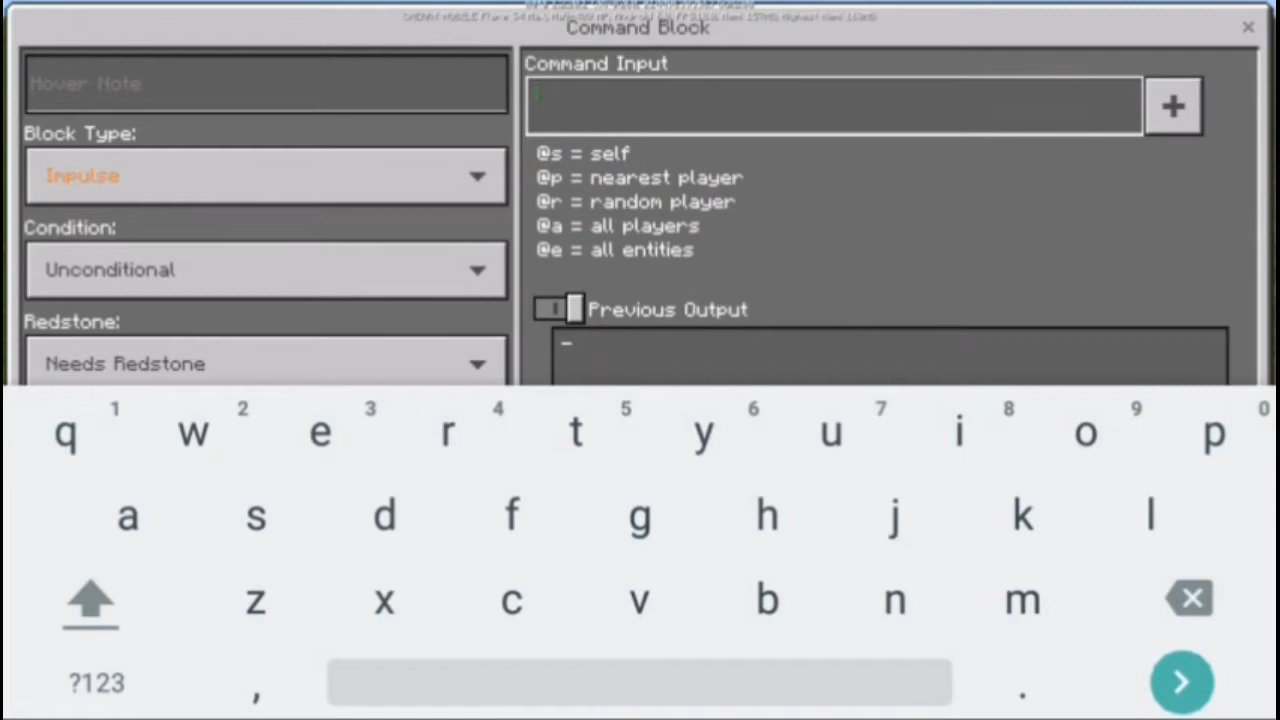 Command Block
Hover Note
Block Type:
Impulse
Condition:
Unconditional
Redstone:
Needs Redstone
Command Input
+
@s = self
@p = nearest player
@r = random player
@a = all players
@e = all entities
Previous Output
-
1 2 3 4 5 6 7 8 9 0
q w e r t y u i o p
a s d f g h j k l
z x c v b n m
?123 , .